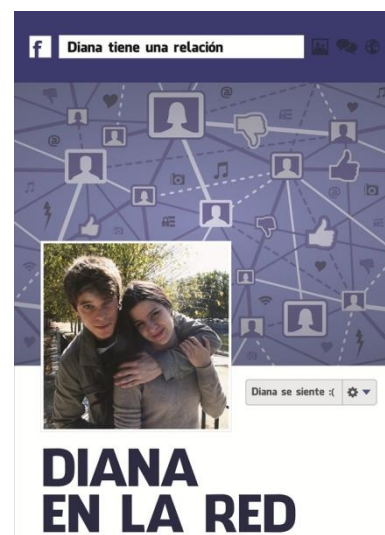 f
Diana tiene una relación
Diana se siente :(
DIANA
EN LA RED